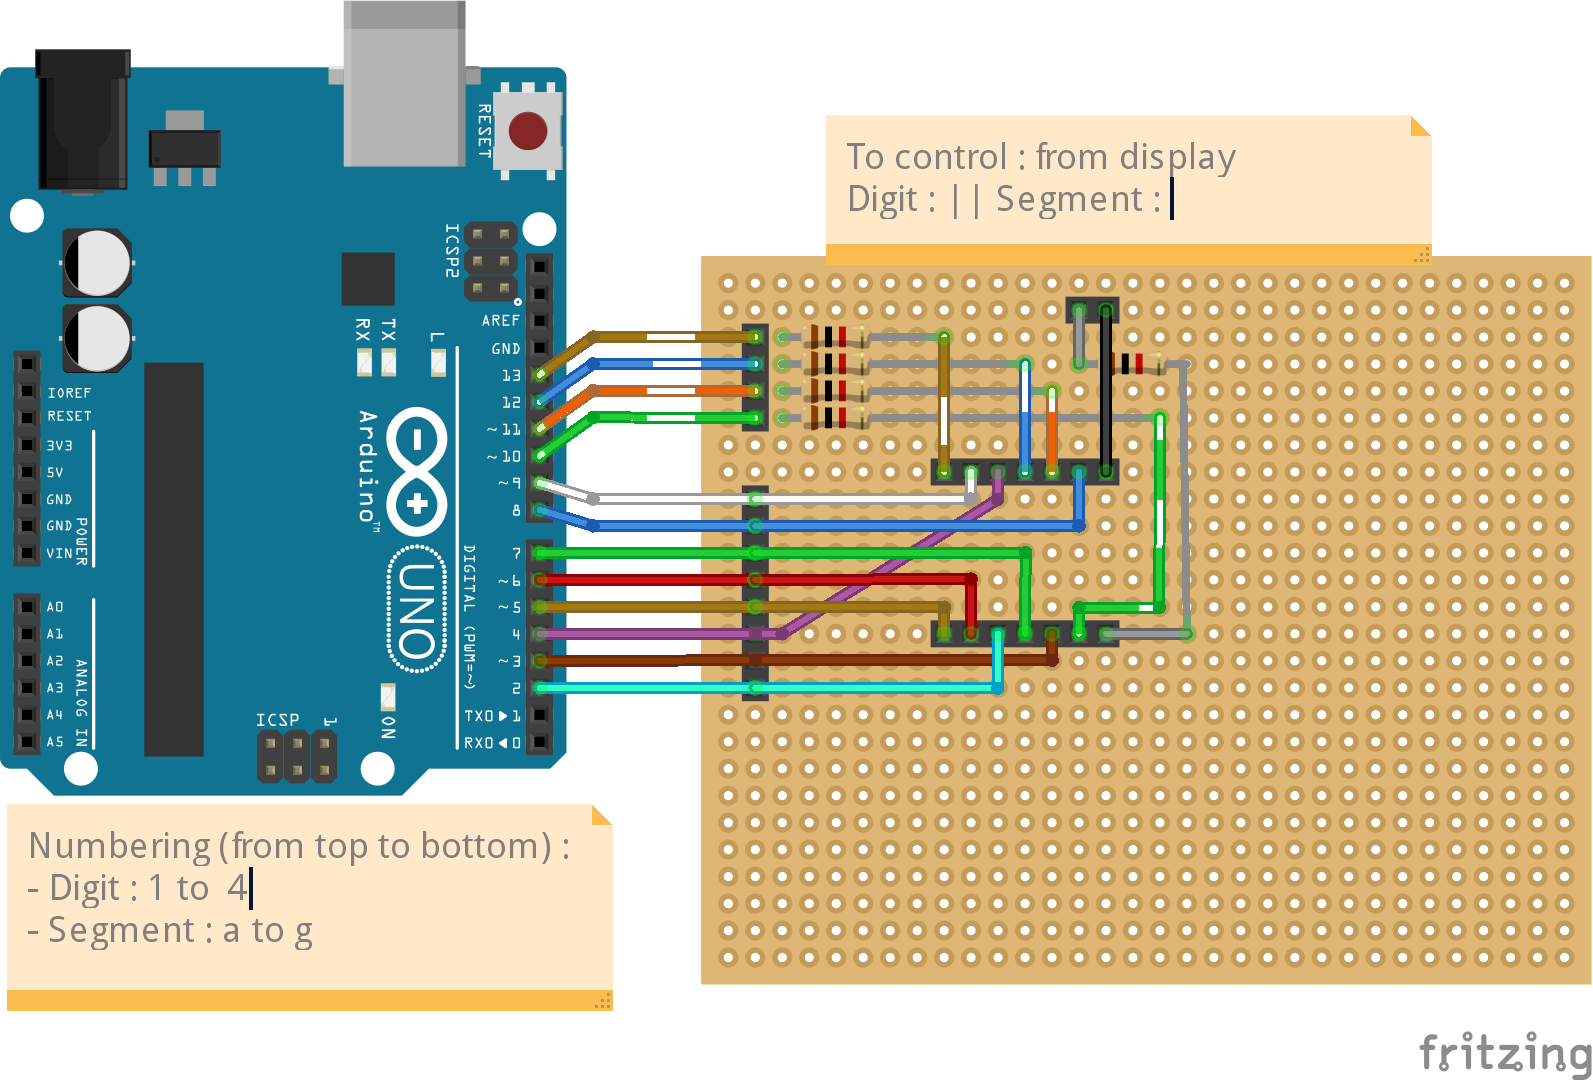 RESET
ICSP2
AREF
GND
13
12
~11
~10
~9
8
RX
TX
L
IOREF
RESET
3V3
5V
GND
GND
VIN
POWER
Arduino™
UNO
7
~6
~5
4
~3
2
TX0▶1
RX0◀0
DIGITAL (PWM=~)
A0
A1
A2
A3
A4
A5
ANALOG IN
ICSP
1
ON
To control : from display
Digit : || Segment : |
Numbering (from top to bottom) :
- Digit : 1 to 4
- Segment : a to g
fritzing